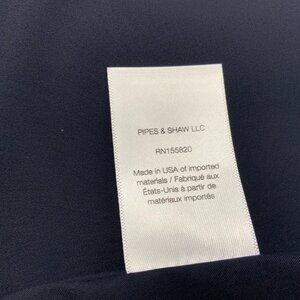 PIPES & SHAW LLC
RN155820
Made in USA of imported
materials / Fabriqué aux
États-Unis à partir de
matériaux importés